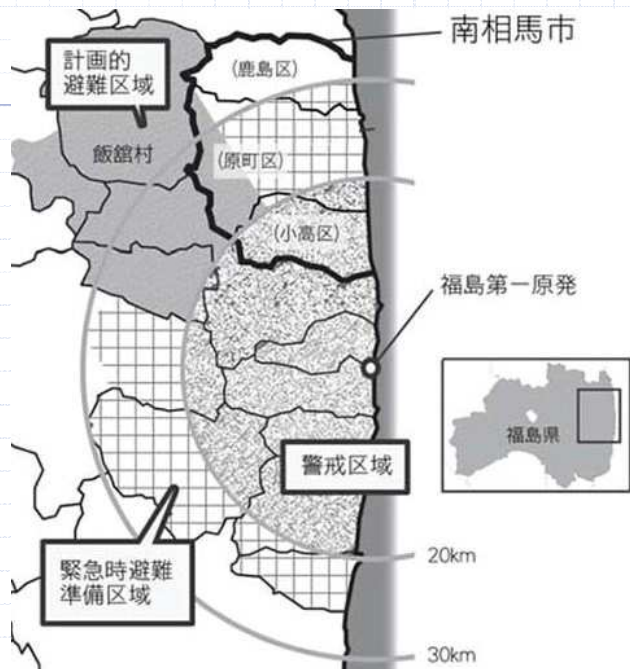 南相馬市
計画的
避難区域
(鹿島区)
飯舘村
(原町区)
(小高区)
福島第一原発
福島県
警戒区域
緊急時避難
準備区域
20km
30km